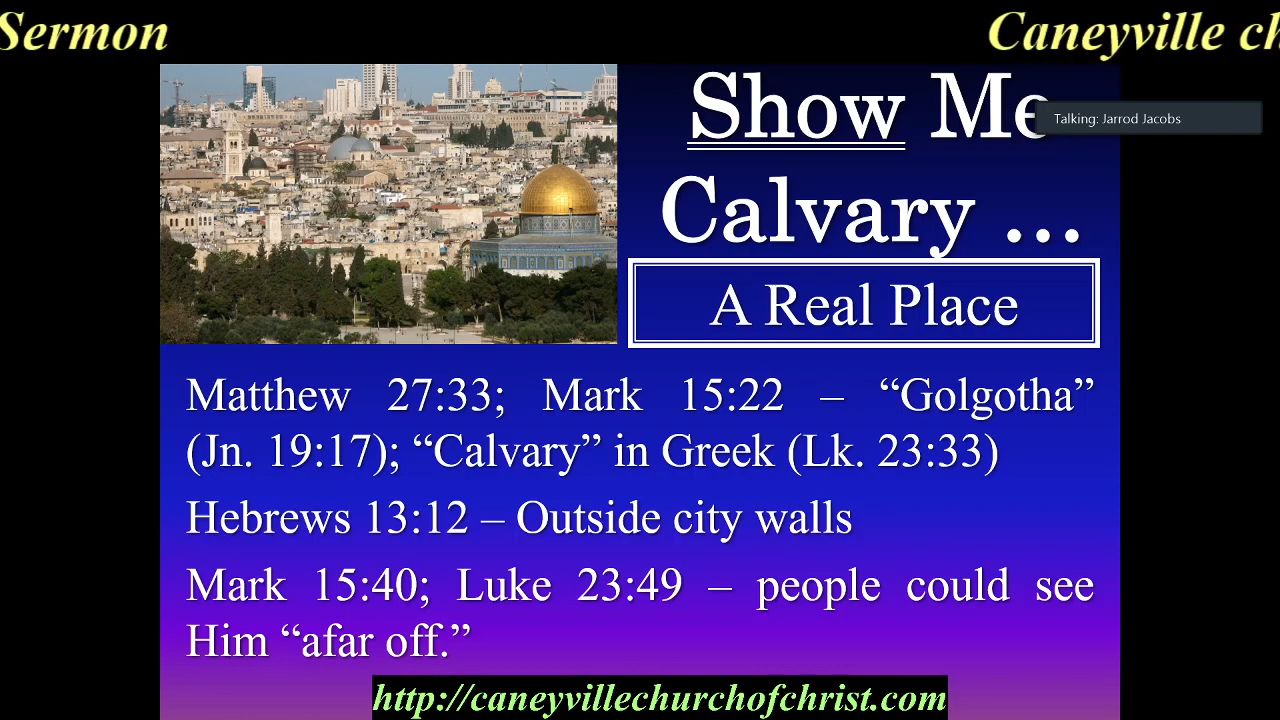 Sermon
Caneyville ch
Show Me
Talking: Jarrod Jacobs
Calvary ...
A Real Place
Matthew 27:33; Mark 15:22 – “Golgotha”
(Jn. 19:17); “Calvary” in Greek (Lk. 23:33)
Hebrews 13:12 – Outside city walls
Mark 15:40; Luke 23:49 – people could see
Him “afar off.”
http://caneyvillechurchofchrist.com